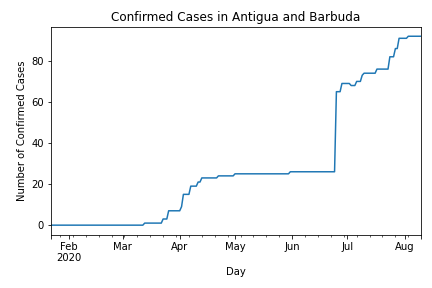 Confirmed Cases in Antigua and Barbuda
Number of Confirmed Cases
80
60
40
20
0
Feb Mar Apr May Jun Jul Aug
2020
Day